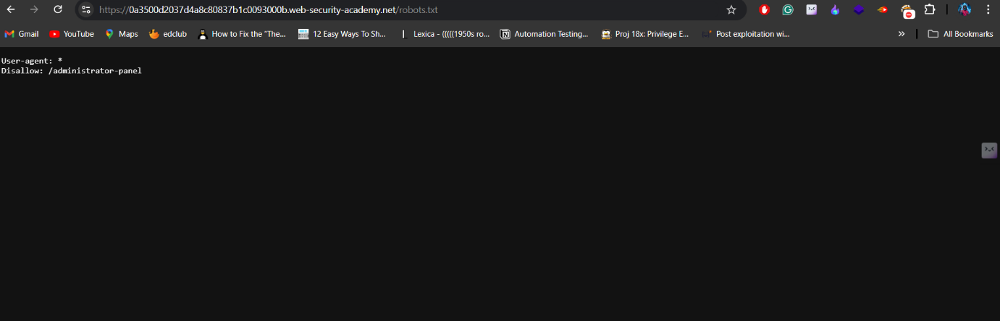 https://0a3500d2037d4a8c80837b1c0093000b.web-security-academy.net/robots.txt
Gmail YouTube Maps edclub How to Fix the "The... 12 Easy Ways To Sh... Lexica - (((((1950s ro... Automation Testing... Proj 18x: Privilege E... Post exploitation wi... » All Bookmarks
User-agent: *
Disallow: /administrator-panel